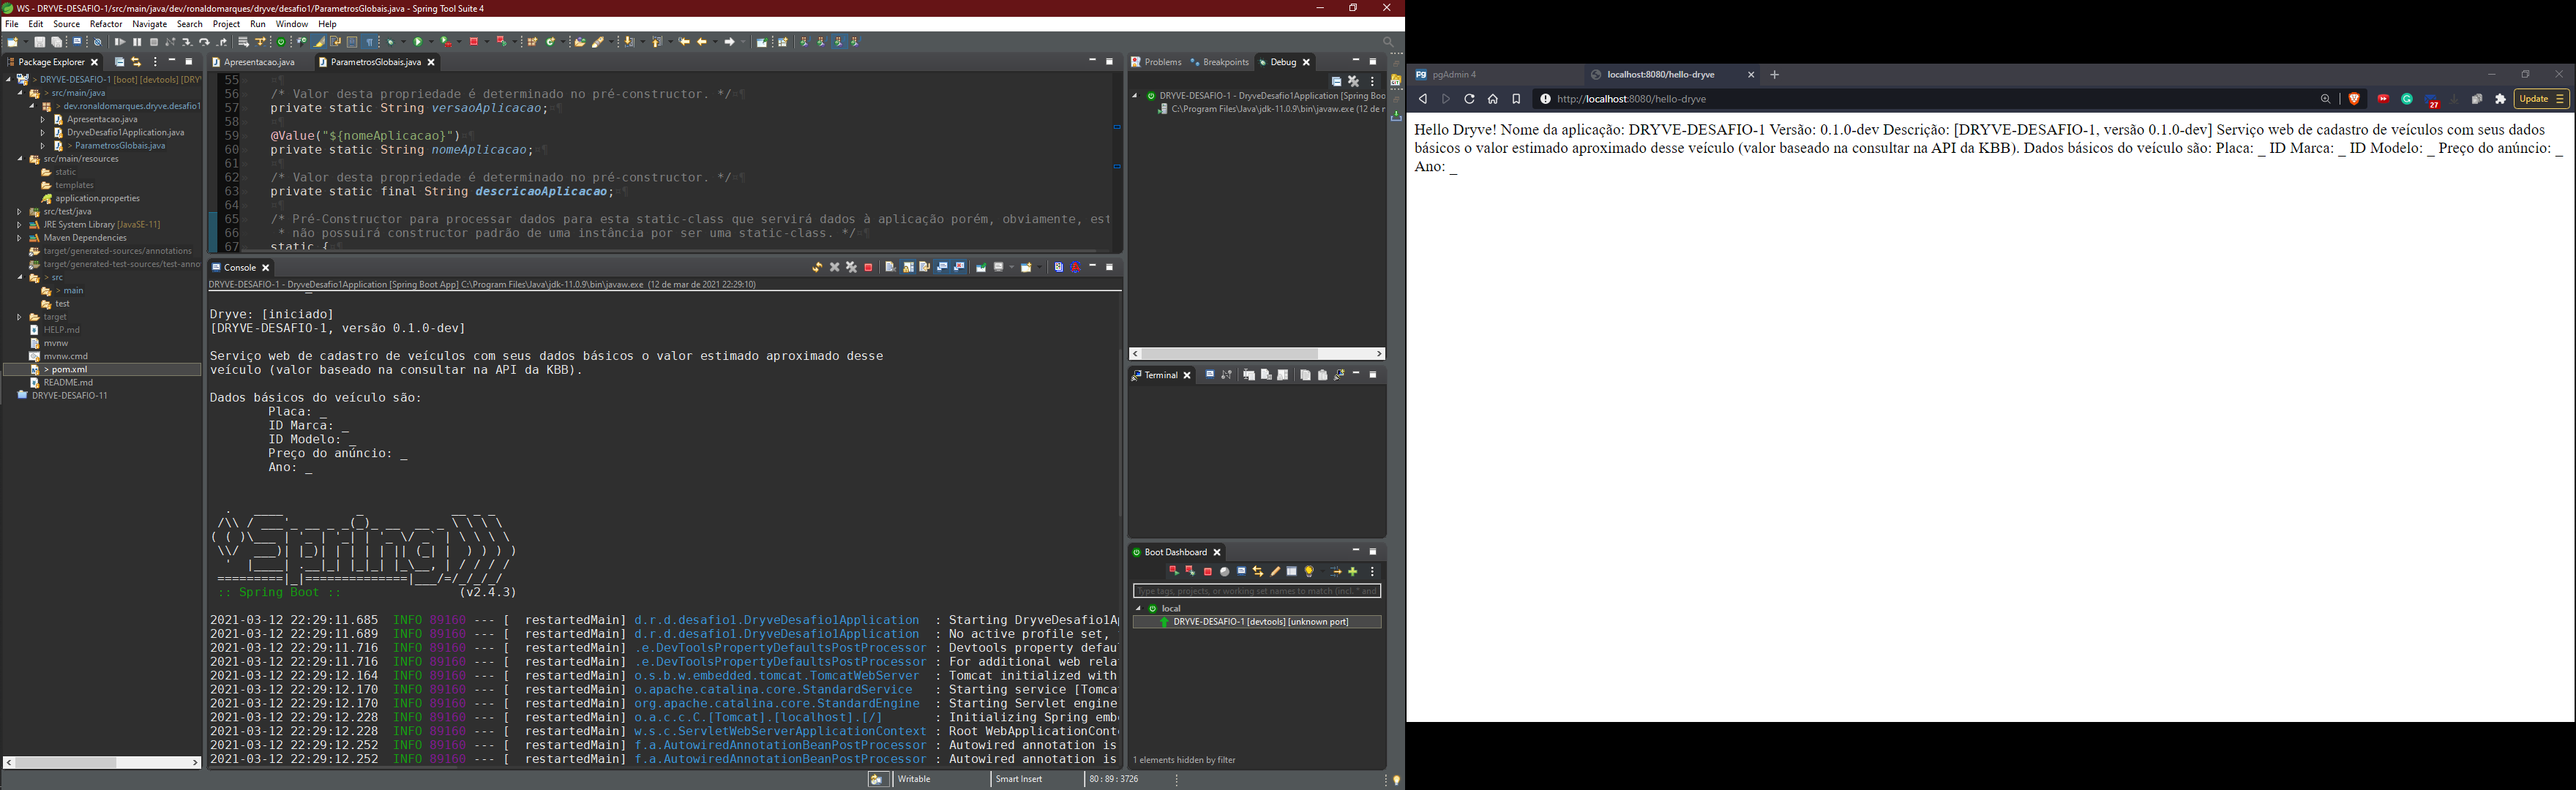 WS - DRYVE-DESAFIO-1/src/main/java/dev/ronaldomarques/dryve/desafio1/ParametrosGlobais.java - Spring Tool Suite 4
File Edit Source Refactor Navigate Search Project Run Window Help
Package Explorer
> DRYVE-DESAFIO-1 [boot] [devtools] [DRY
> src/main/java
> dev.ronaldomarques.dryve.desafio1
Apresentacao.java
DryveDesafio1Application.java
> ParametrosGlobais.java
src/main/resources
static
templates
application.properties
src/test/java
JRE System Library [JavaSE-11]
Maven Dependencies
target/generated-sources/annotations
target/generated-test-sources/test-anno
> src
> main
test
target
HELP.md
mvnw
mvnw.cmd
> pom.xml
README.md
DRYVE-DESAFIO-11
Apresentacao.java ParametrosGlobais.java
55
56 /* Valor desta propriedade é determinado no pré-constructor. */
57 private static String versaoAplicacao;
58
59 @Value("${nomeAplicacao}")
60 private static String nomeAplicacao;
61
62 /* Valor desta propriedade é determinado no pré-constructor. */
63 private static final String descricaoAplicacao;
64
65 /* Pré-Constructor para processar dados para esta static-class que servirá dados à aplicação porém, obviamente, est
66 * não possuirá constructor padrão de uma instância por ser uma static-class. */
67 static {
Console
DRYVE-DESAFIO-1 - DryveDesafio1Application [Spring Boot App] C:\Program Files\Java\jdk-11.0.9\bin\javaw.exe (12 de mar de 2021 22:29:10)
Dryve: [iniciado]
[DRYVE-DESAFIO-1, versão 0.1.0-dev]
Serviço web de cadastro de veículos com seus dados básicos o valor estimado aproximado desse
veículo (valor baseado na consultar na API da KBB).
Dados básicos do veículo são:
Placa: _
ID Marca: _
ID Modelo: _
Preço do anúncio: _
Ano: _
  .   ____          _            __ _ _
 /\\ / ___'_ __ _ _(_)_ __  __ _ \ \ \ \
( ( )\___ | '_ | '_| | '_ \/ _` | \ \ \ \
 \\/  ___)| |_)| | | | | || (_| |  ) ) ) )
  '  |____| .__|_| |_|_| |_\__, | / / / /
 =========|_|==============|___/=/_/_/_/
:: Spring Boot :: (v2.4.3)
2021-03-12 22:29:11.685 INFO 89160 --- [ restartedMain] d.r.d.desafio1.DryveDesafio1Application : Starting DryveDesafio1Ap
2021-03-12 22:29:11.689 INFO 89160 --- [ restartedMain] d.r.d.desafio1.DryveDesafio1Application : No active profile set,
2021-03-12 22:29:11.716 INFO 89160 --- [ restartedMain] .e.DevToolsPropertyDefaultsPostProcessor : Devtools property defau
2021-03-12 22:29:11.716 INFO 89160 --- [ restartedMain] .e.DevToolsPropertyDefaultsPostProcessor : For additional web rela
2021-03-12 22:29:12.164 INFO 89160 --- [ restartedMain] o.s.b.w.embedded.tomcat.TomcatWebServer : Tomcat initialized with
2021-03-12 22:29:12.170 INFO 89160 --- [ restartedMain] o.apache.catalina.core.StandardService : Starting service [Tomca
2021-03-12 22:29:12.170 INFO 89160 --- [ restartedMain] org.apache.catalina.core.StandardEngine : Starting Servlet engine
2021-03-12 22:29:12.228 INFO 89160 --- [ restartedMain] o.a.c.c.C.[Tomcat].[localhost].[/] : Initializing Spring embe
2021-03-12 22:29:12.228 INFO 89160 --- [ restartedMain] w.s.c.ServletWebServerApplicationContext : Root WebApplicationCont
2021-03-12 22:29:12.252 INFO 89160 --- [ restartedMain] f.a.AutowiredAnnotationBeanPostProcessor : Autowired annotation is
2021-03-12 22:29:12.252 INFO 89160 --- [ restartedMain] f.a.AutowiredAnnotationBeanPostProcessor : Autowired annotation is
Problems Breakpoints Debug
DRYVE-DESAFIO-1 - DryveDesafio1Application [Spring Boo
C:\Program Files\Java\jdk-11.0.9\bin\javaw.exe (12 de r
Terminal
Boot Dashboard
Type tags, projects, or working set names to match (incl. * and
local
DRYVE-DESAFIO-1 [devtools] [unknown port]
1 elements hidden by filter
Writable Smart Insert 80 : 89 : 3726
Pg pgAdmin 4 localhost:8080/hello-dryve
http://localhost:8080/hello-dryve 27 Update
Hello Dryve! Nome da aplicação: DRYVE-DESAFIO-1 Versão: 0.1.0-dev Descrição: [DRYVE-DESAFIO-1, versão 0.1.0-dev] Serviço web de cadastro de veículos com seus dados
básicos o valor estimado aproximado desse veículo (valor baseado na consultar na API da KBB). Dados básicos do veículo são: Placa: _ ID Marca: _ ID Modelo: _ Preço do anúncio: _
Ano: _